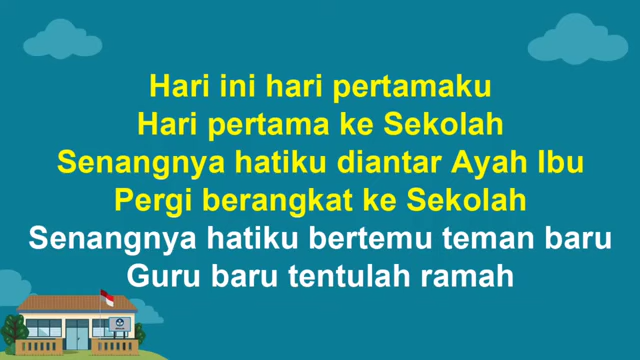 Hari ini hari pertamaku
Hari pertama ke Sekolah
Senangnya hatiku diantar Ayah Ibu
Pergi berangkat ke Sekolah
Senangnya hatiku bertemu teman baru
Guru baru tentulah ramah